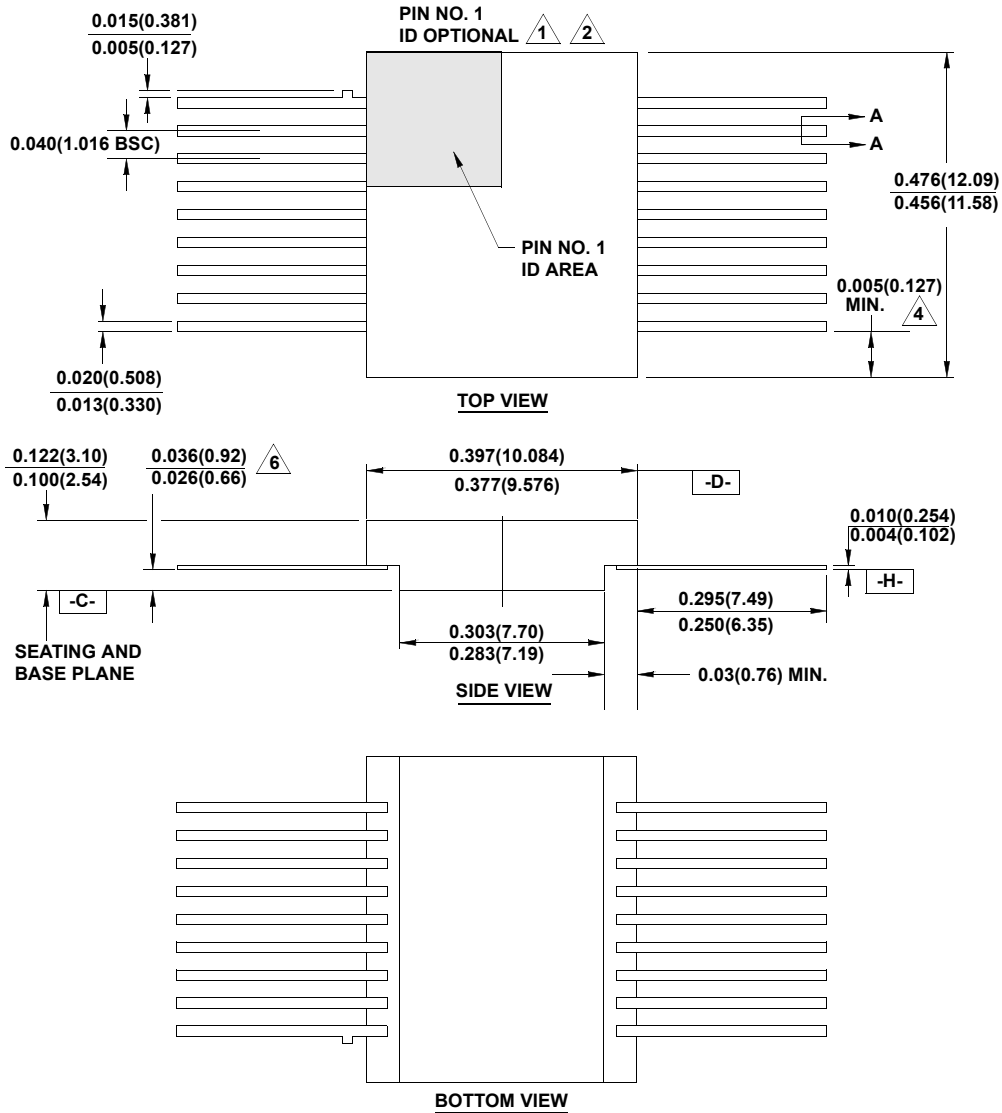 PIN NO. 1
ID OPTIONAL 1 2
0.015(0.381)
0.005(0.127)
0.040(1.016 BSC)
A
A
0.476(12.09)
0.456(11.58)
PIN NO. 1
ID AREA
0.005(0.127)
MIN. 4
0.020(0.508)
0.013(0.330)
TOP VIEW
0.122(3.10)
0.100(2.54)
0.036(0.92)
0.026(0.66)
6
0.397(10.084)
0.377(9.576)
-D-
0.010(0.254)
0.004(0.102)
-H-
-C-
0.295(7.49)
0.250(6.35)
0.303(7.70)
0.283(7.19)
SEATING AND
BASE PLANE
0.03(0.76) MIN.
SIDE VIEW
BOTTOM VIEW